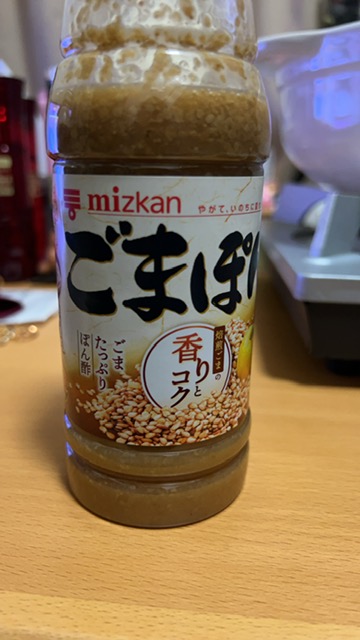 mizkan
やがて、いのちに変
ごまぽん
焙煎ごまの
香りと
コク
ごま
たっぷり
ぽん酢